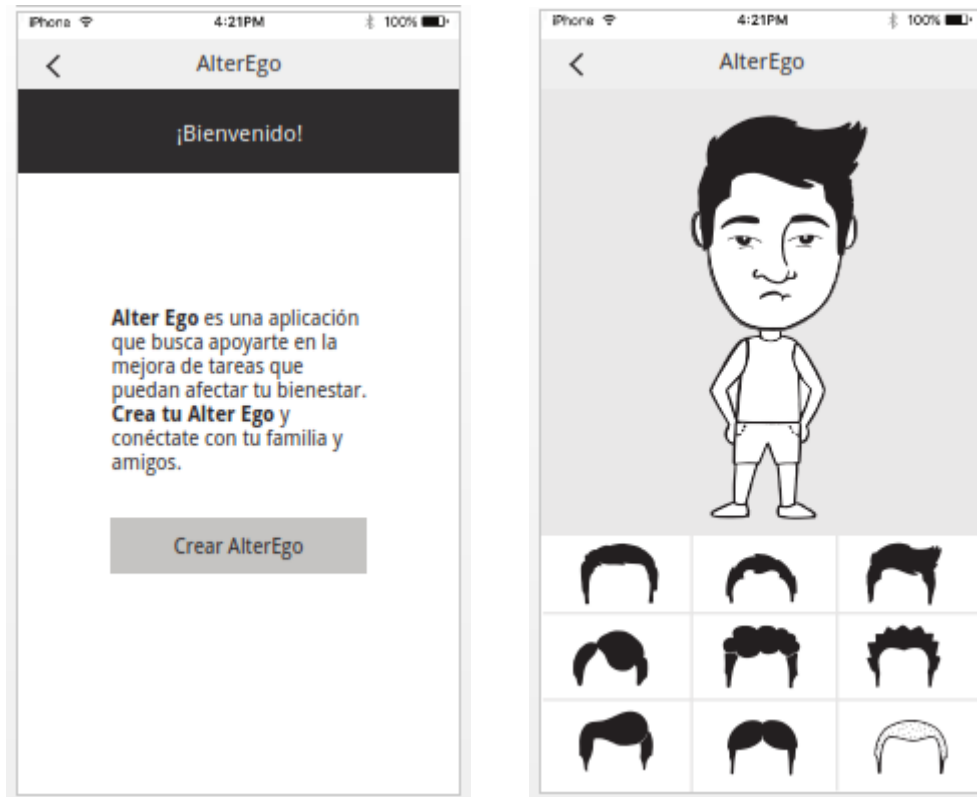 iPhone 4:21PM 100%
AlterEgo
¡Bienvenido!
Alter Ego es una aplicación
que busca apoyarte en la
mejora de tareas que
puedan afectar tu bienestar.
Crea tu Alter Ego y
conéctate con tu familia y
amigos.
Crear AlterEgo
iPhone 4:21PM 100%
AlterEgo